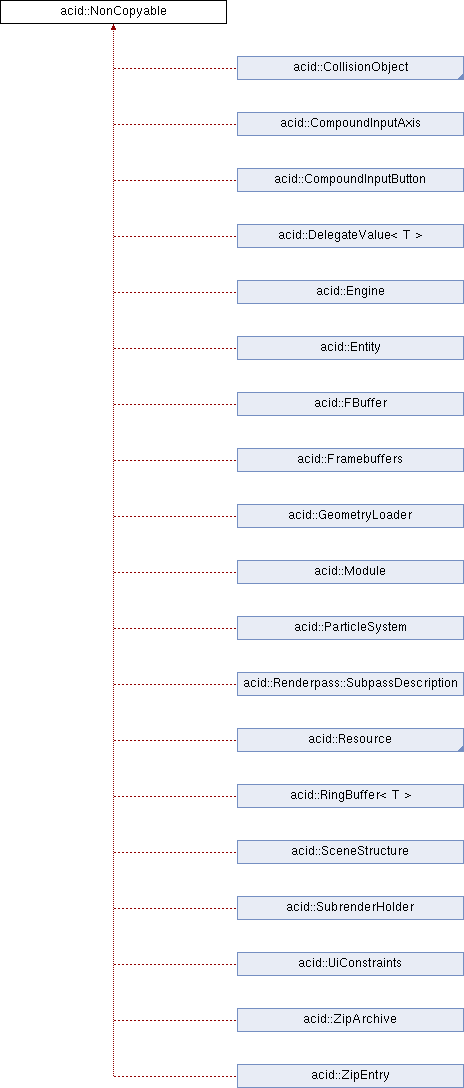 acid::NonCopyable
acid::CollisionObject
acid::CompoundInputAxis
acid::CompoundInputButton
acid::DelegateValue< T >
acid::Engine
acid::Entity
acid::FBuffer
acid::Framebuffers
acid::GeometryLoader
acid::Module
acid::ParticleSystem
acid::Renderpass::SubpassDescription
acid::Resource
acid::RingBuffer< T >
acid::SceneStructure
acid::SubrenderHolder
acid::UiConstraints
acid::ZipArchive
acid::ZipEntry